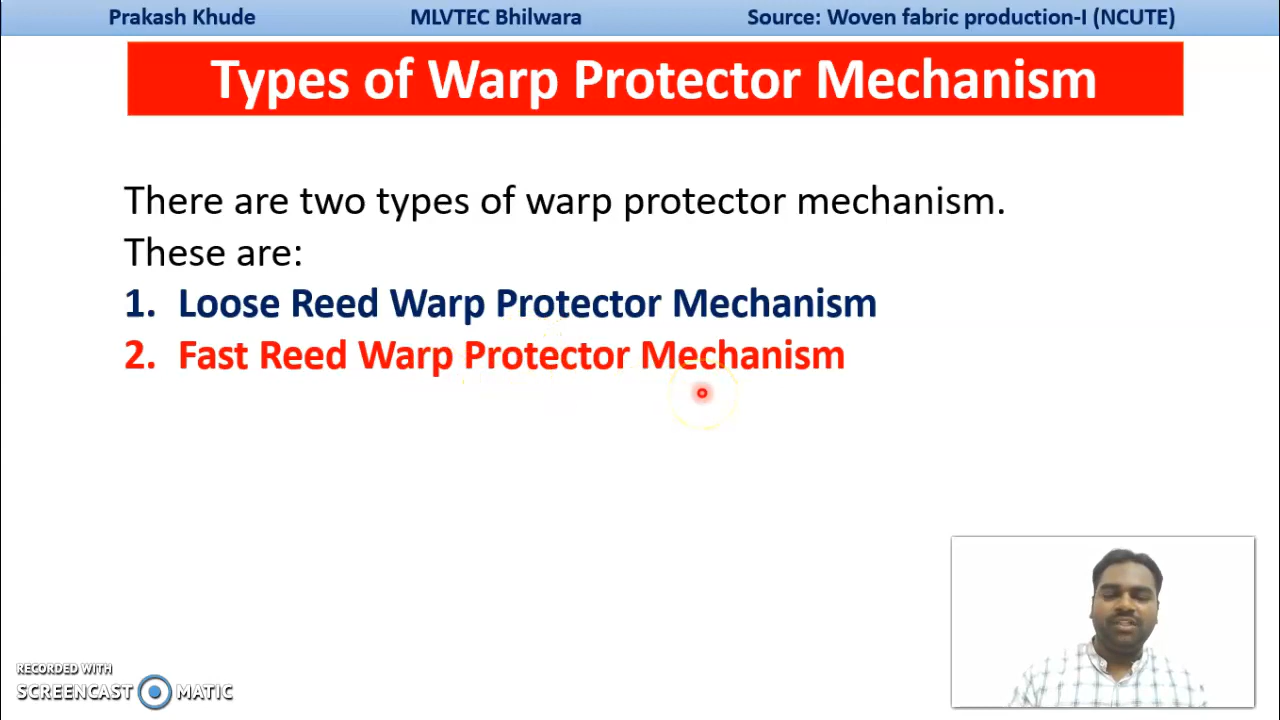 Prakash Khude MLVTEC Bhilwara Source: Woven fabric production-I (NCUTE)
Types of Warp Protector Mechanism
There are two types of warp protector mechanism.
These are:
1. Loose Reed Warp Protector Mechanism
2. Fast Reed Warp Protector Mechanism
RECORDED WITH
SCREENCAST MATIC